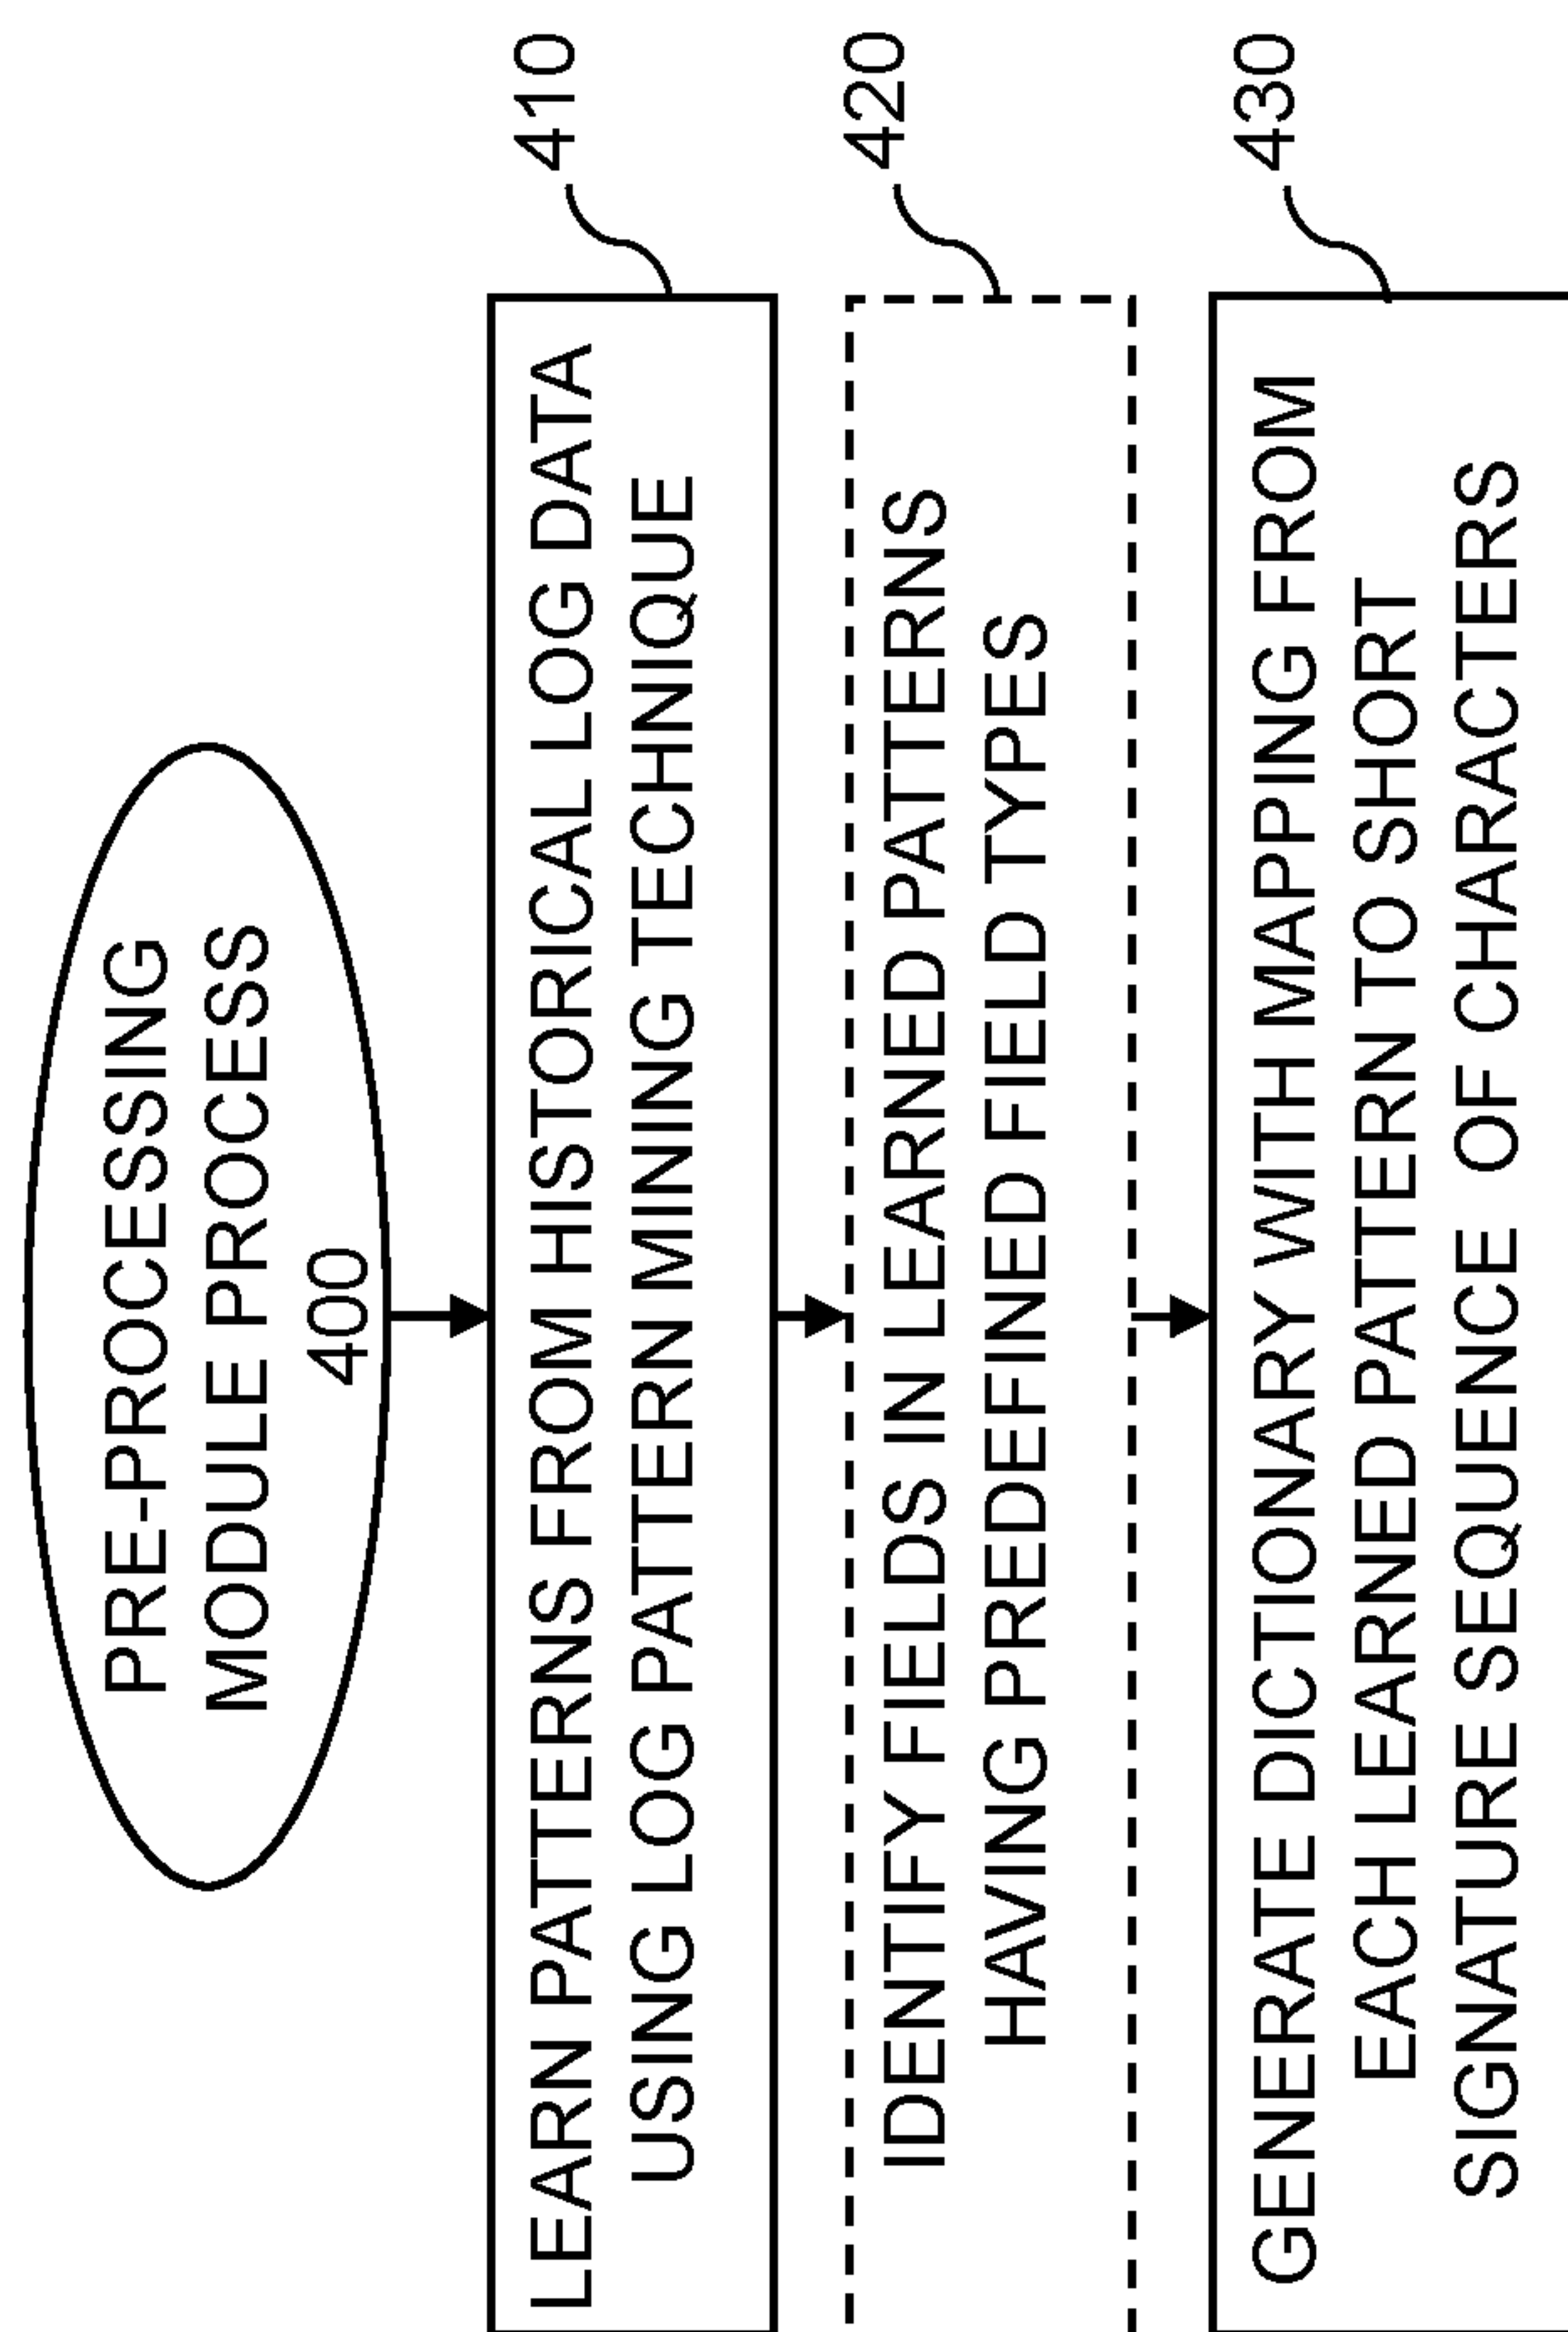 PRE-PROCESSING
MODULE PROCESS
400
LEARN PATTERNS FROM HISTORICAL LOG DATA
USING LOG PATTERN MINING TECHNIQUE
410
IDENTIFY FIELDS IN LEARNED PATTERNS
HAVING PREDEFINED FIELD TYPES
420
GENERATE DICTIONARY WITH MAPPING FROM
EACH LEARNED PATTERN TO SHORT
SIGNATURE SEQUENCE OF CHARACTERS
430